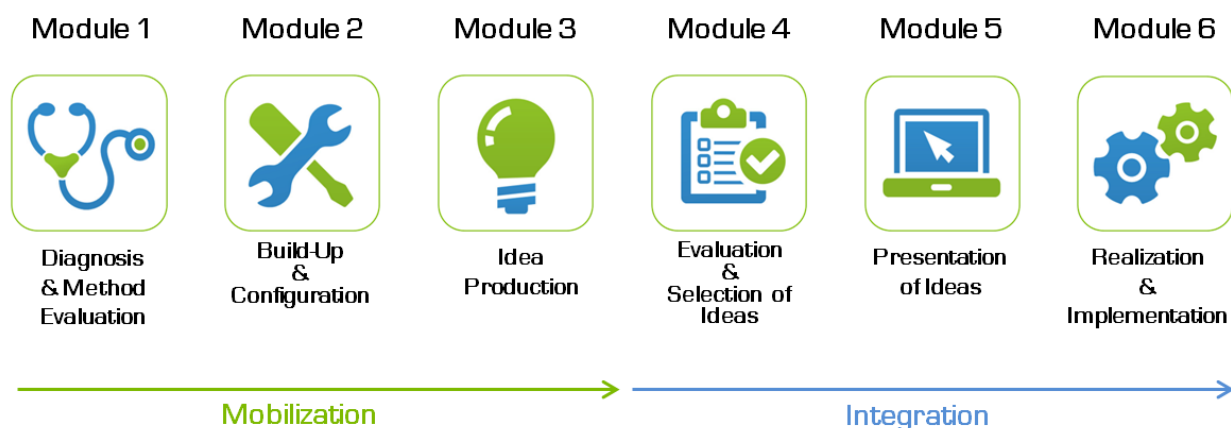 Module 1
Module 2
Module 3
Module 4
Module 5
Module 6
Diagnosis
& Method
Evaluation
Build-Up
&
Configuration
Idea
Production
Evaluation
&
Selection of
Ideas
Presentation
of Ideas
Realization
&
Implementation
Mobilization
Integration